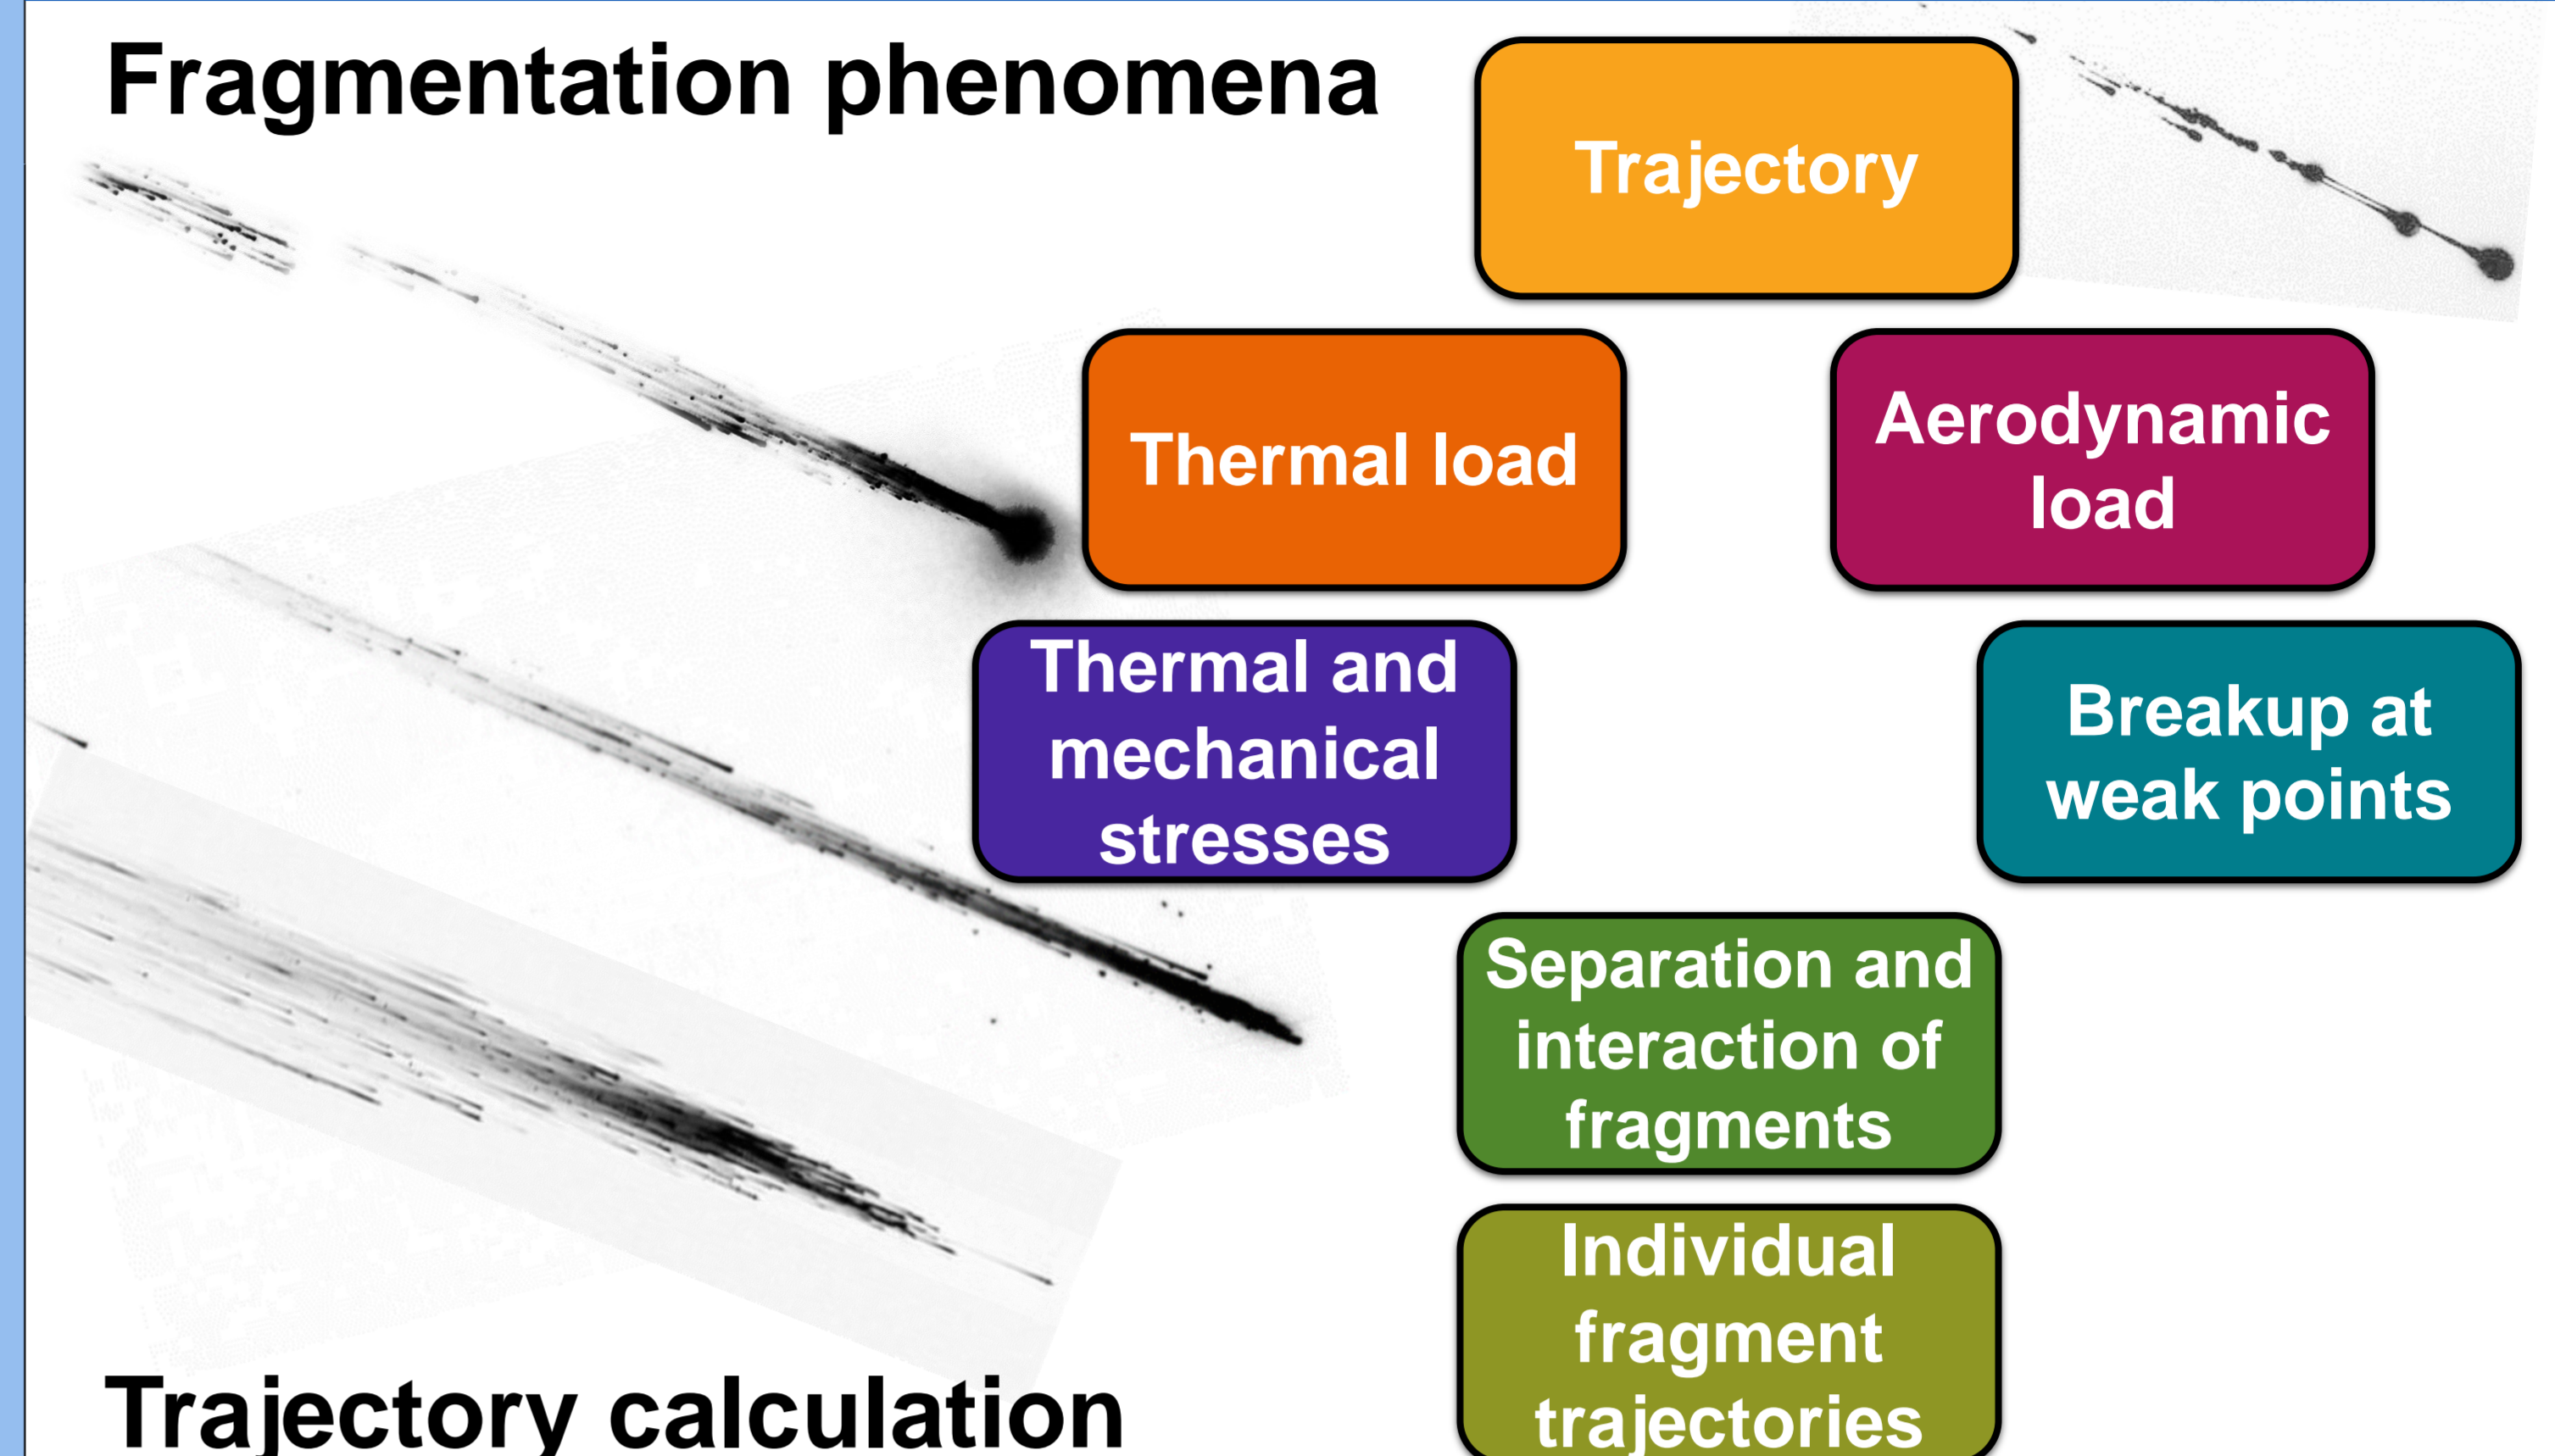 Fragmentation phenomena
Trajectory
Thermal load
Aerodynamic
load
Thermal and
mechanical
stresses
Breakup at
weak points
Separation and
interaction of
fragments
Individual
fragment
trajectories
Trajectory calculation